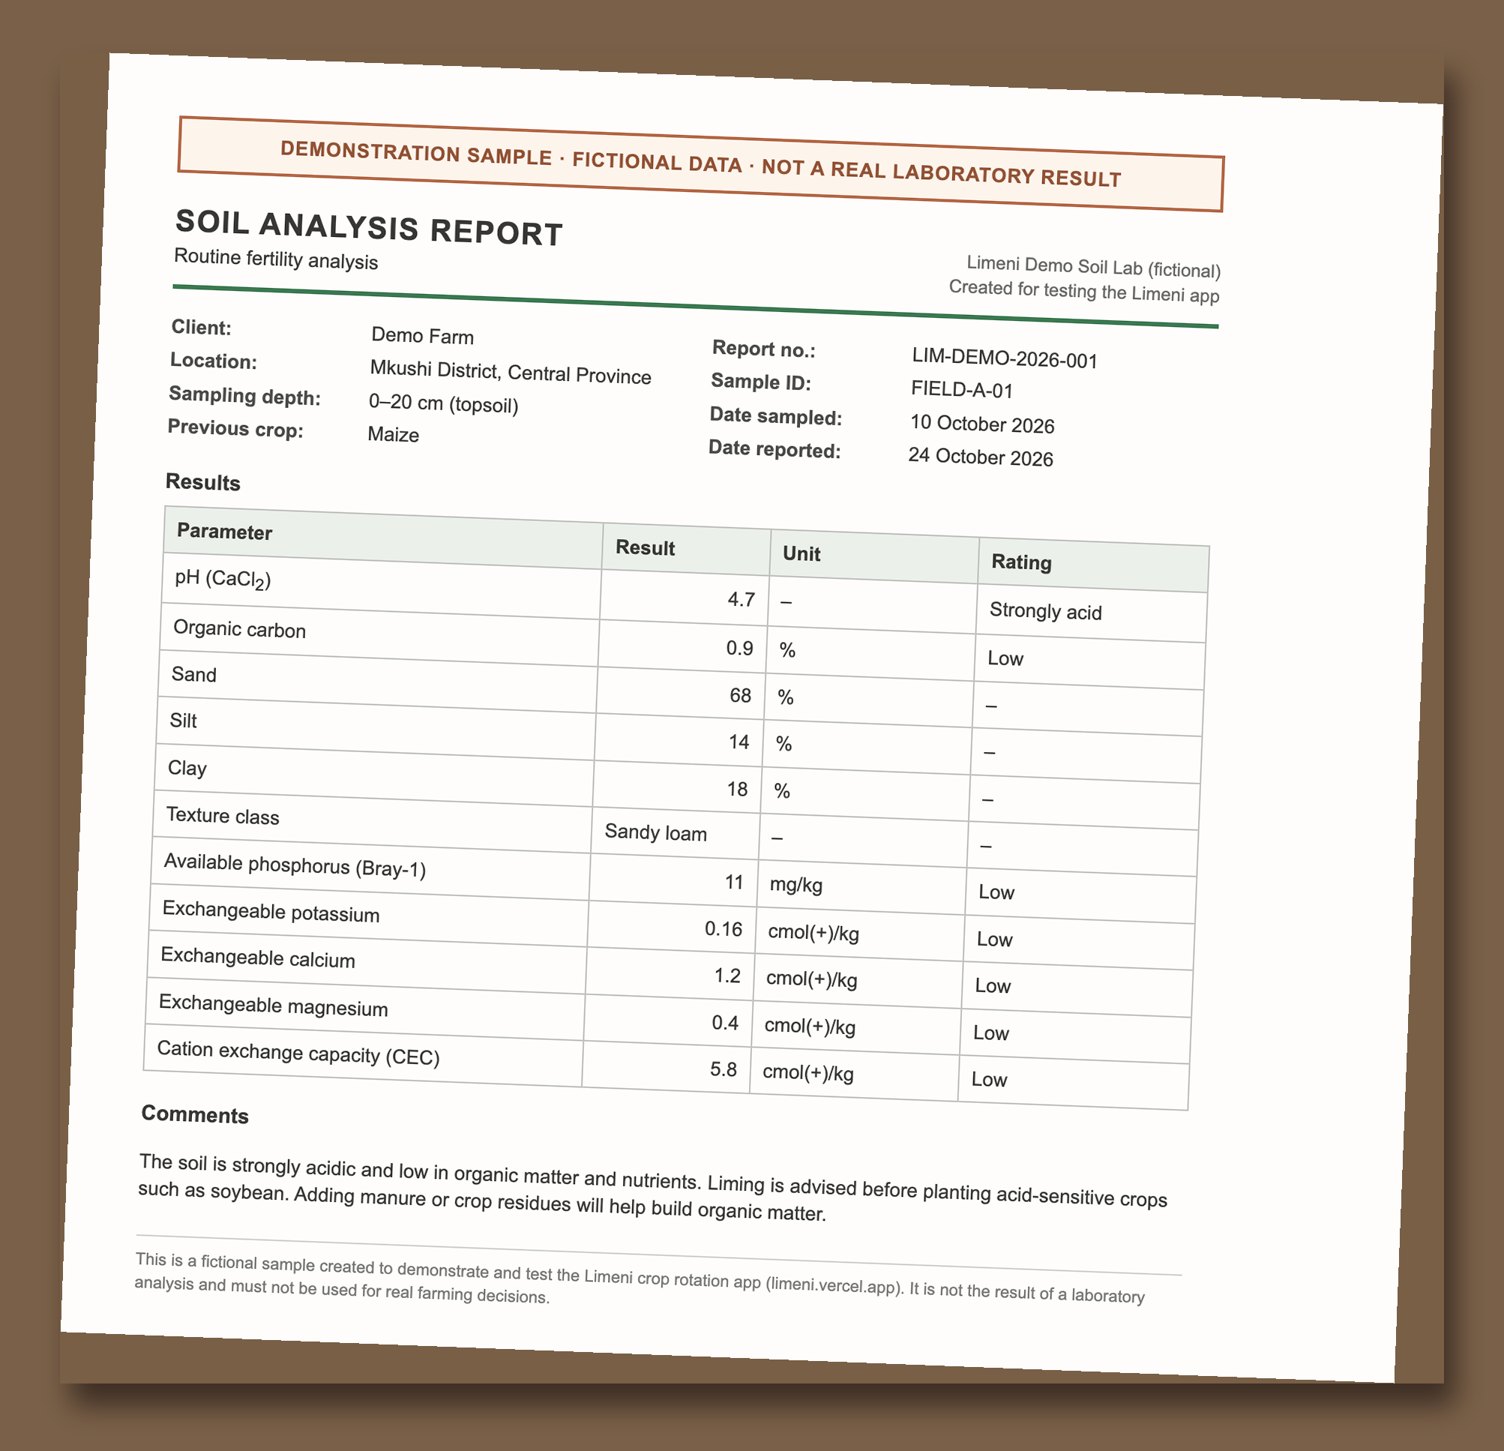 DEMONSTRATION SAMPLE · FICTIONAL DATA · NOT A REAL LABORATORY RESULT
SOIL ANALYSIS REPORT
Routine fertility analysis
Limeni Demo Soil Lab (fictional)
Created for testing the Limeni app
Client: Demo Farm
Location: Mkushi District, Central Province
Sampling depth: 0–20 cm (topsoil)
Previous crop: Maize
Report no.: LIM-DEMO-2026-001
Sample ID: FIELD-A-01
Date sampled: 10 October 2026
Date reported: 24 October 2026
Results
Parameter Result Unit Rating
pH (CaCl₂) 4.7 – Strongly acid
Organic carbon 0.9 % Low
Sand 68 % –
Silt 14 % –
Clay 18 % –
Texture class Sandy loam – –
Available phosphorus (Bray-1) 11 mg/kg Low
Exchangeable potassium 0.16 cmol(+)/kg Low
Exchangeable calcium 1.2 cmol(+)/kg Low
Exchangeable magnesium 0.4 cmol(+)/kg Low
Cation exchange capacity (CEC) 5.8 cmol(+)/kg Low
Comments
The soil is strongly acidic and low in organic matter and nutrients. Liming is advised before planting acid-sensitive crops
such as soybean. Adding manure or crop residues will help build organic matter.
This is a fictional sample created to demonstrate and test the Limeni crop rotation app (limeni.vercel.app). It is not the result of a laboratory
analysis and must not be used for real farming decisions.